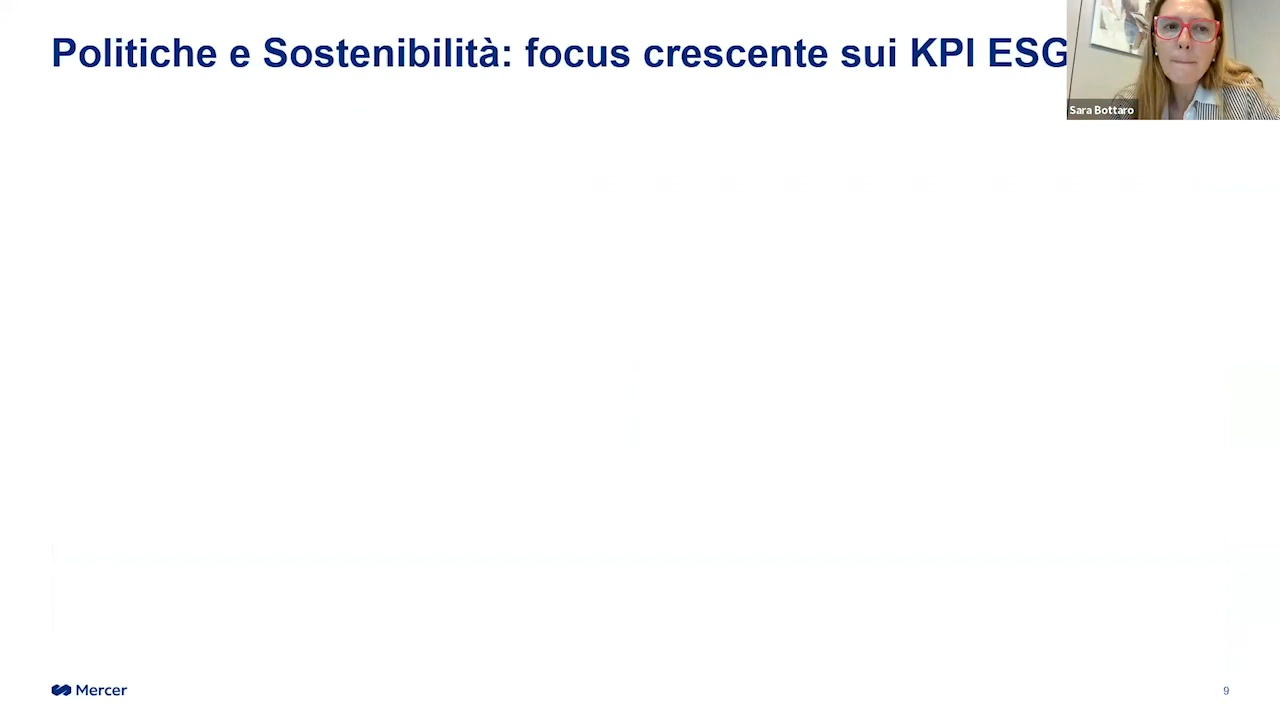 Politiche e Sostenibilità: focus crescente sui KPI ESG
Sara Bottaro
Mercer
9